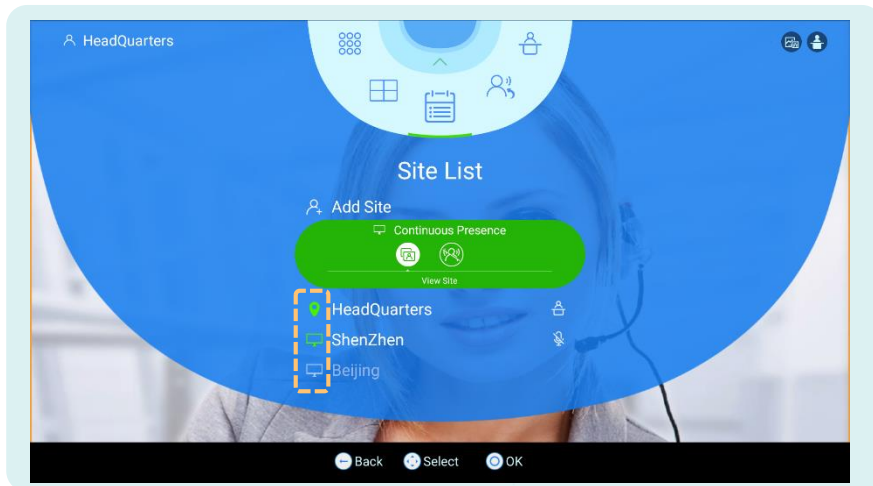 HeadQuarters
Site List
Add Site
Continuous Presence
View Site
HeadQuarters
ShenZhen
Beijing
Back Select OK